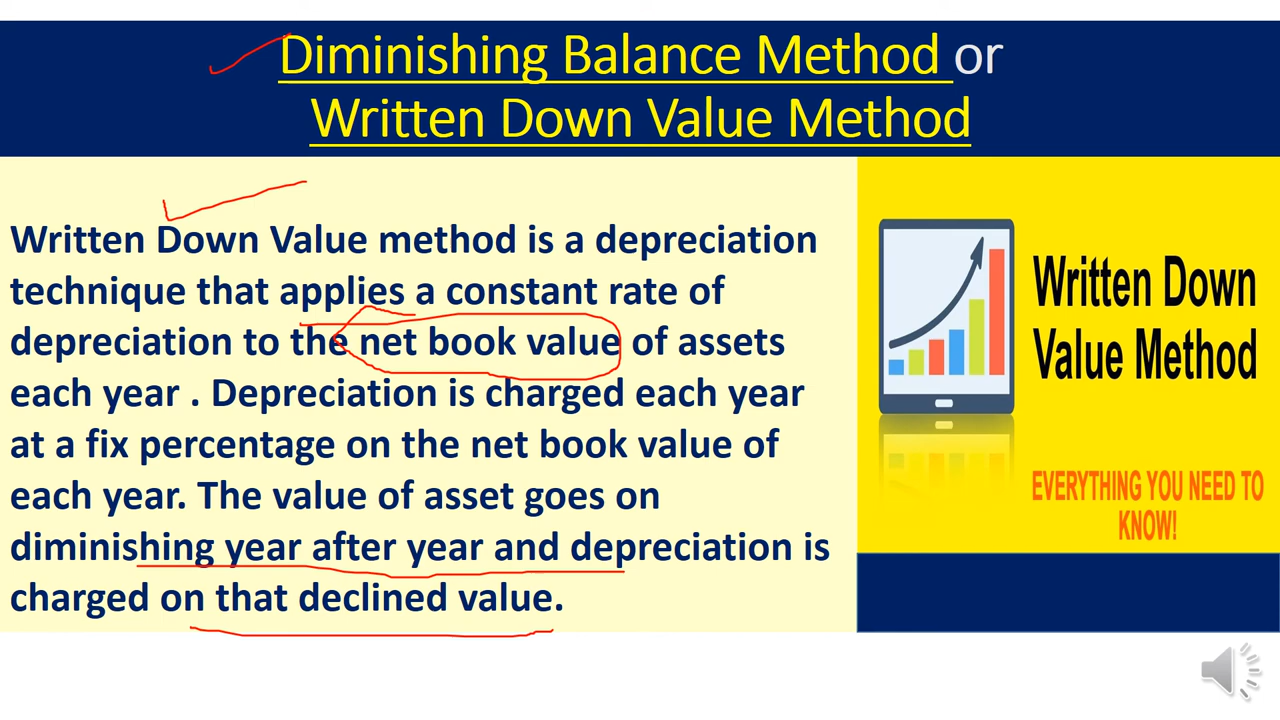 Diminishing Balance Method or
Written Down Value Method
Written Down Value method is a depreciation
technique that applies a constant rate of
depreciation to the net book value of assets
each year . Depreciation is charged each year
at a fix percentage on the net book value of
each year. The value of asset goes on
diminishing year after year and depreciation is
charged on that declined value.
Written Down
Value Method
EVERYTHING YOU NEED TO
KNOW!